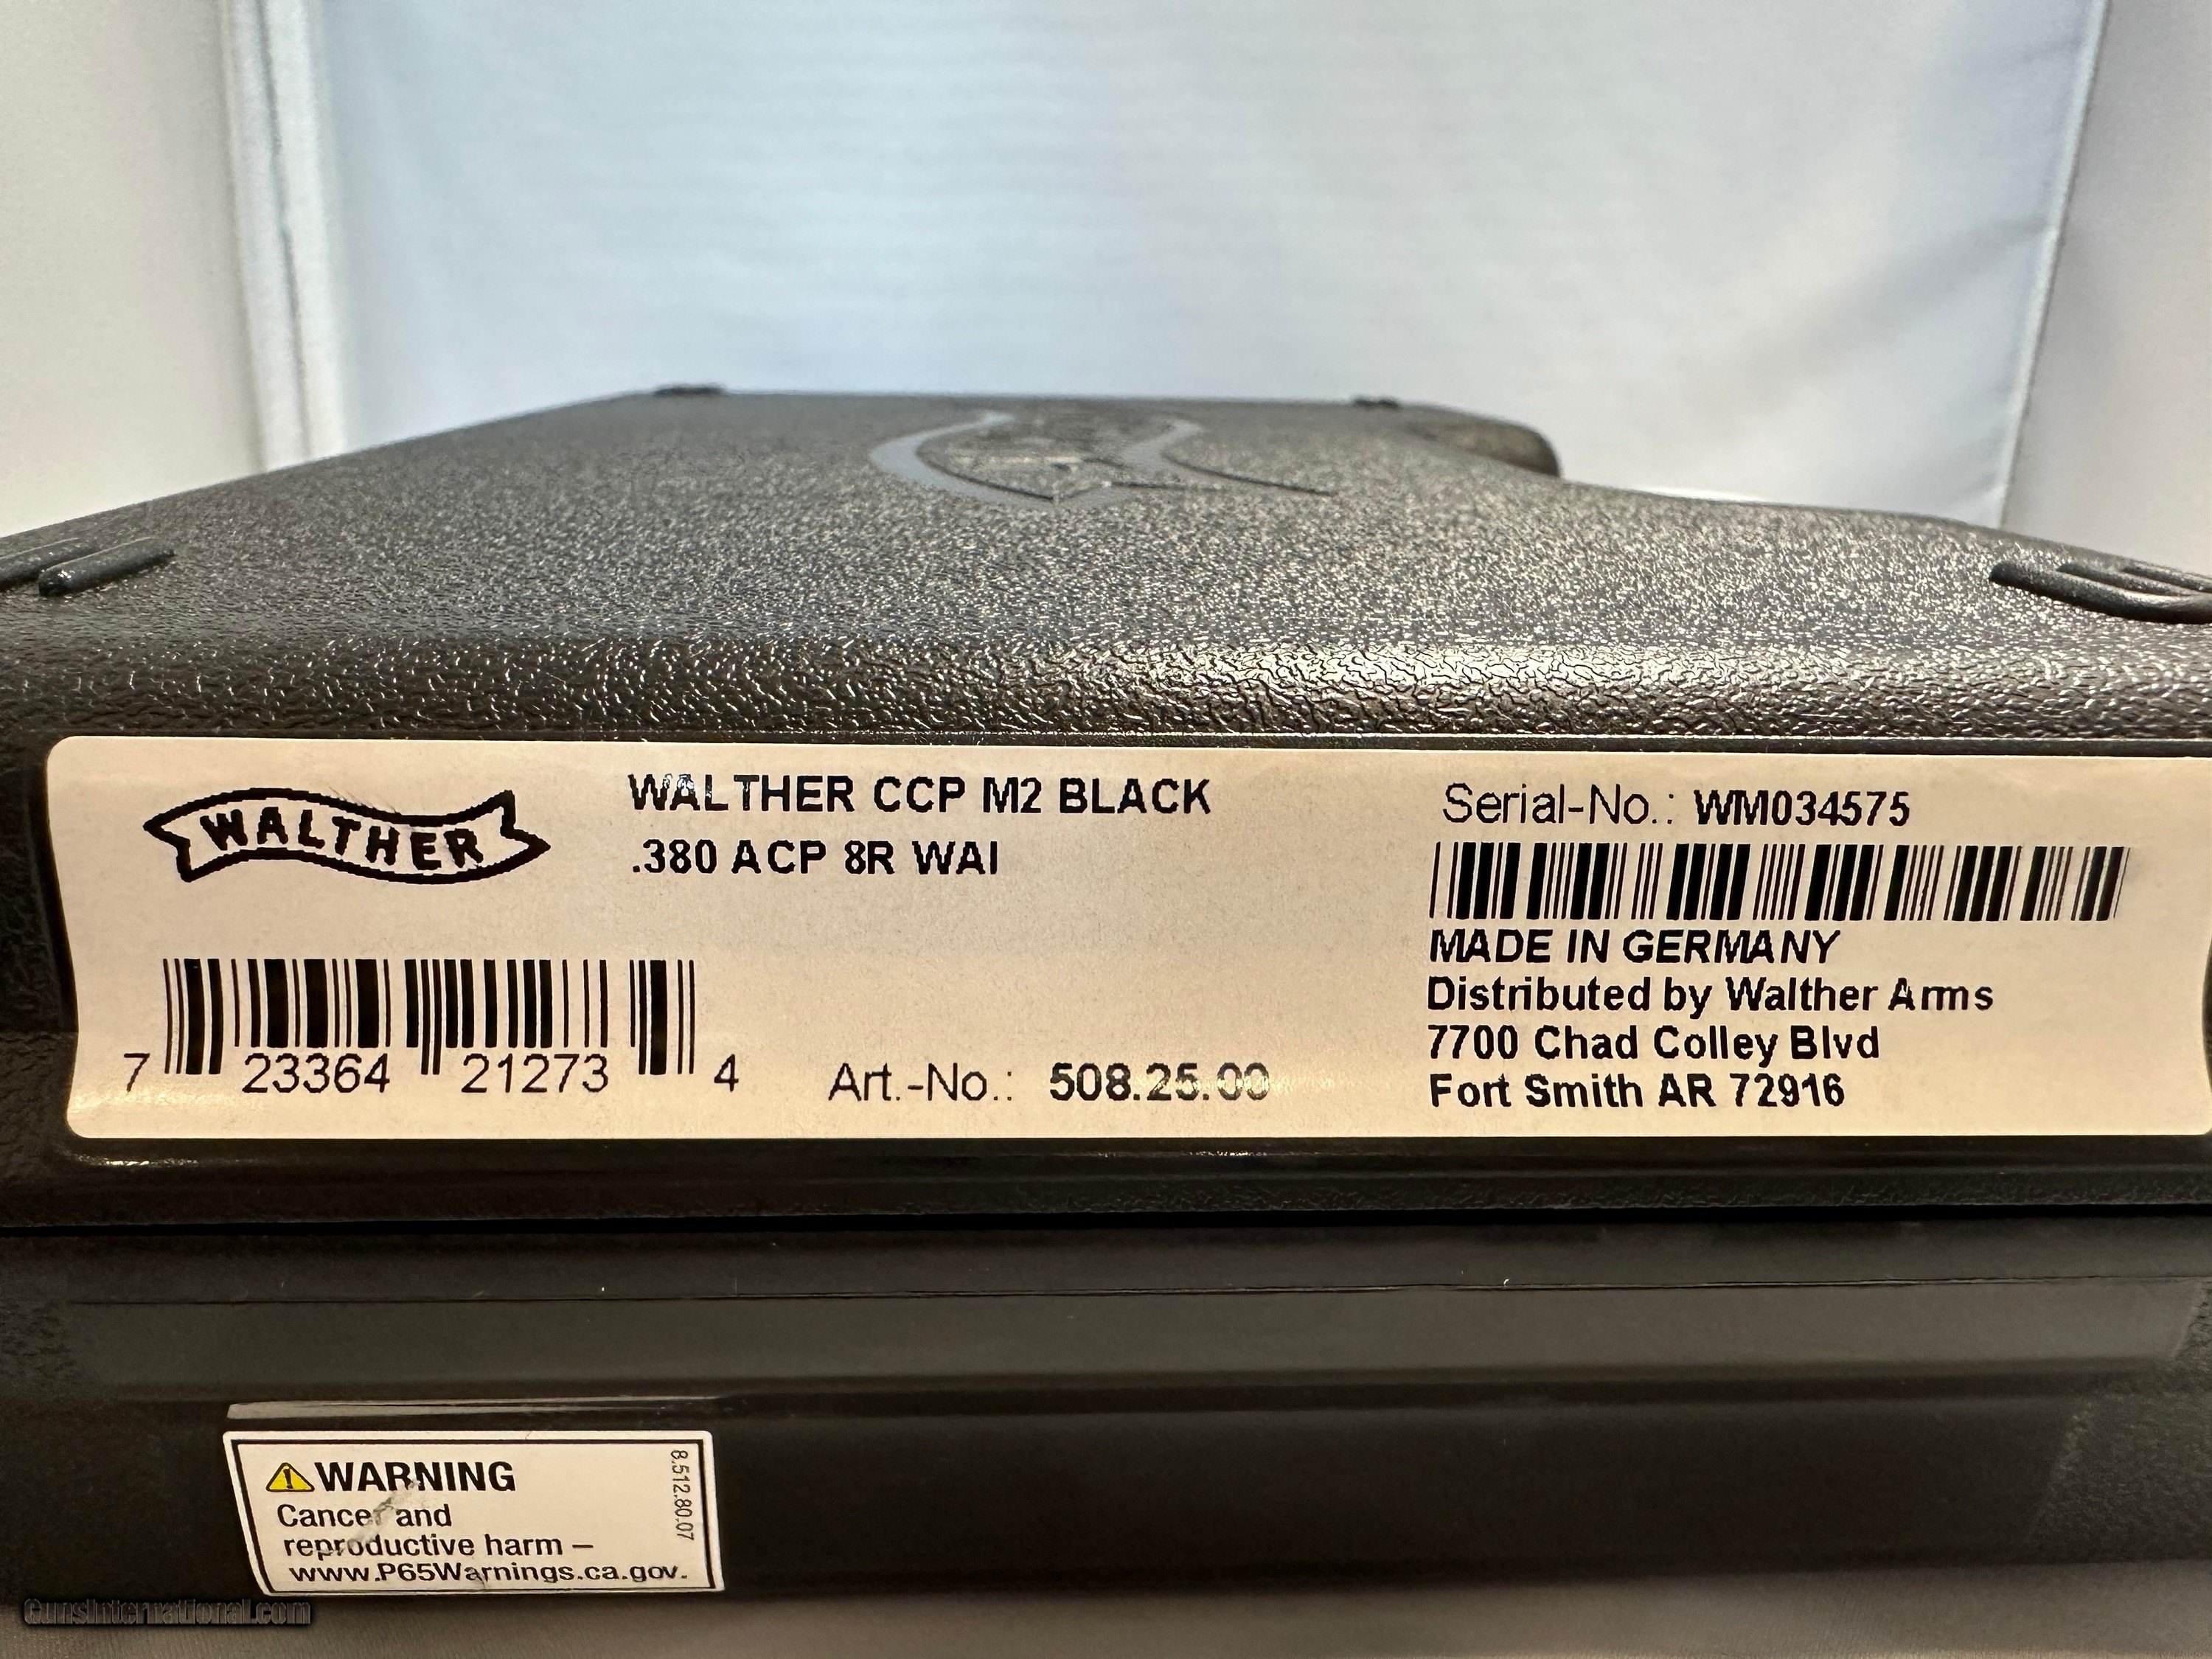 WALTHER
WALTHER CCP M2 BLACK
.380 ACP 8R WAI
7 23364 21273 4
Art.-No.: 508.25.00
Serial-No.: WM034575
MADE IN GERMANY
Distributed by Walther Arms
7700 Chad Colley Blvd
Fort Smith AR 72916
WARNING
Cancer and
reproductive harm –
www.P65Warnings.ca.gov.
8.512.80.07
GunsInternational.com